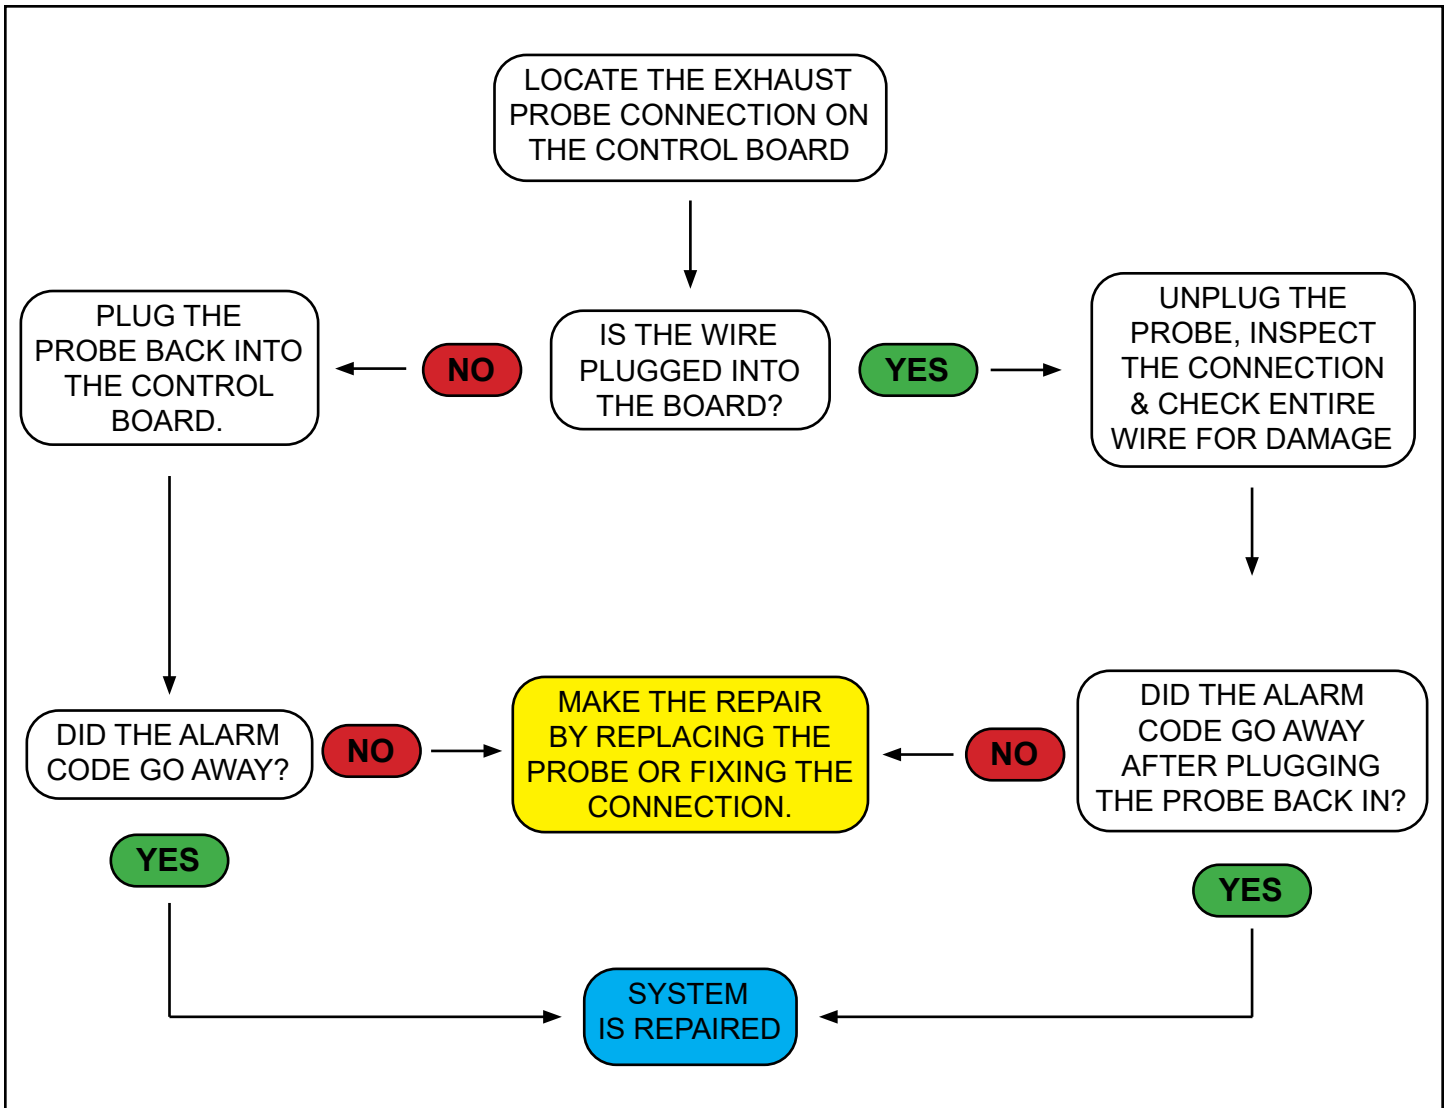 LOCATE THE EXHAUST
PROBE CONNECTION ON
THE CONTROL BOARD
PLUG THE
PROBE BACK INTO
THE CONTROL
BOARD.
NO
IS THE WIRE
PLUGGED INTO
THE BOARD?
YES
UNPLUG THE
PROBE, INSPECT
THE CONNECTION
& CHECK ENTIRE
WIRE FOR DAMAGE
DID THE ALARM
CODE GO AWAY?
NO
MAKE THE REPAIR
BY REPLACING THE
PROBE OR FIXING THE
CONNECTION.
NO
DID THE ALARM
CODE GO AWAY
AFTER PLUGGING
THE PROBE BACK IN?
YES
YES
SYSTEM
IS REPAIRED